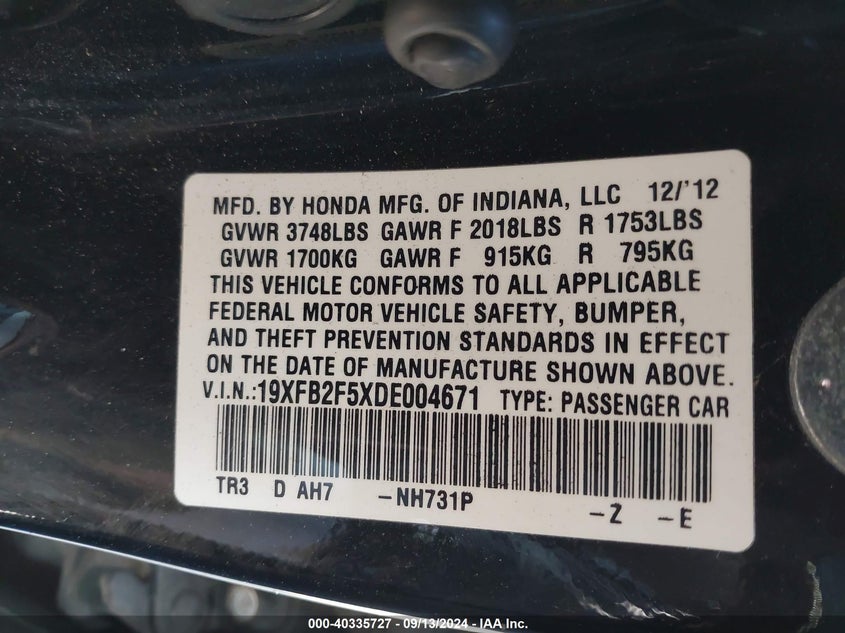 MFD. BY HONDA MFG. OF INDIANA, LLC 12/'12
GVWR 3748LBS GAWR F 2018LBS R 1753LBS
GVWR 1700KG GAWR F 915KG R 795KG
THIS VEHICLE CONFORMS TO ALL APPLICABLE
FEDERAL MOTOR VEHICLE SAFETY, BUMPER,
AND THEFT PREVENTION STANDARDS IN EFFECT
ON THE DATE OF MANUFACTURE SHOWN ABOVE.
V.I.N.:19XFB2F5XDE004671 TYPE: PASSENGER CAR
TR3 D AH7 -NH731P -Z -E
000-40335727 - 09/13/2024 - IAA Inc.